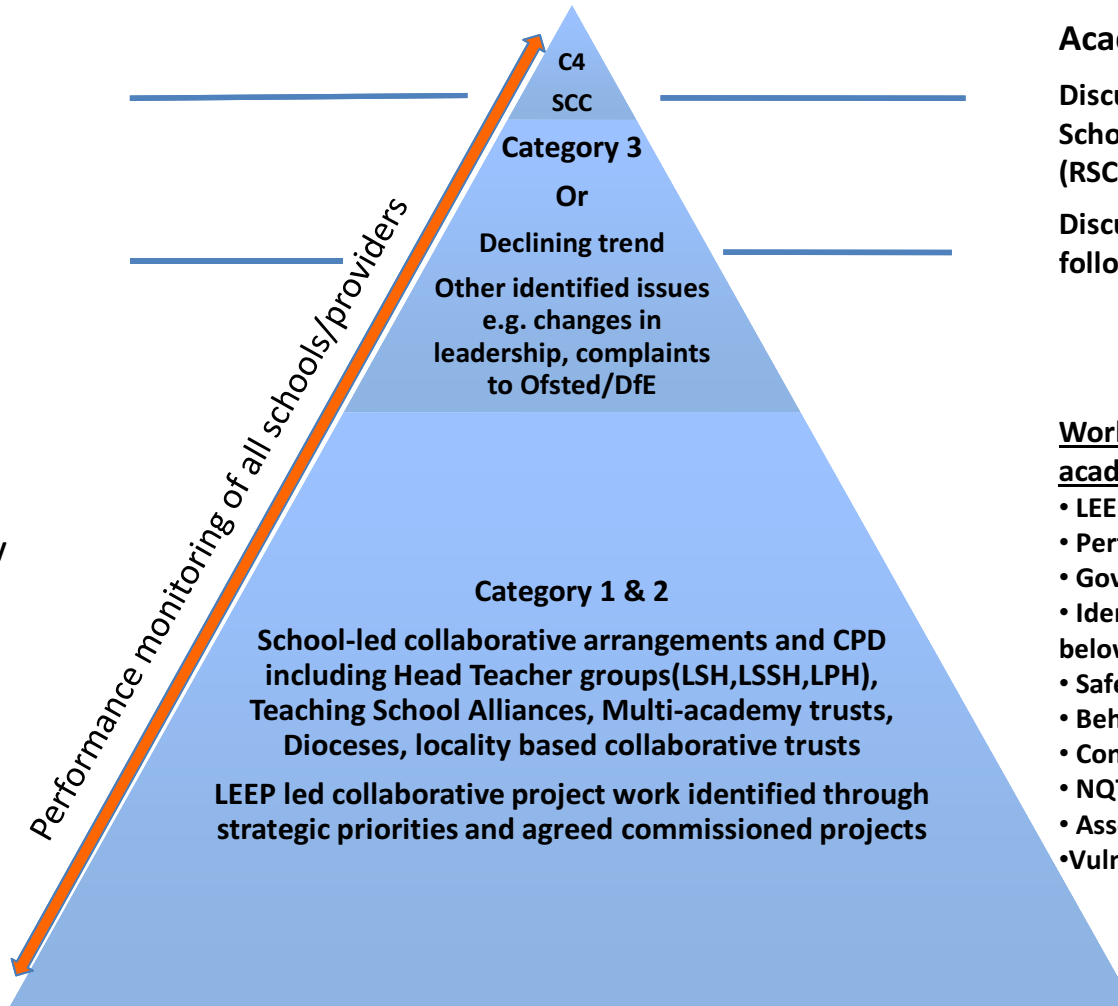 C4
SCC
Category 3
Or
Declining trend
Other identified issues
e.g. changes in
leadership, complaints
to Ofsted/DfE
Performance monitoring of all schools/providers
Category 1 & 2
School-led collaborative arrangements and CPD
including Head Teacher groups(LSH,LSSH,LPH),
Teaching School Alliances, Multi-academy trusts,
Dioceses, locality based collaborative trusts
LEEP led collaborative project work identified through
strategic priorities and agreed commissioned projects
(RSC